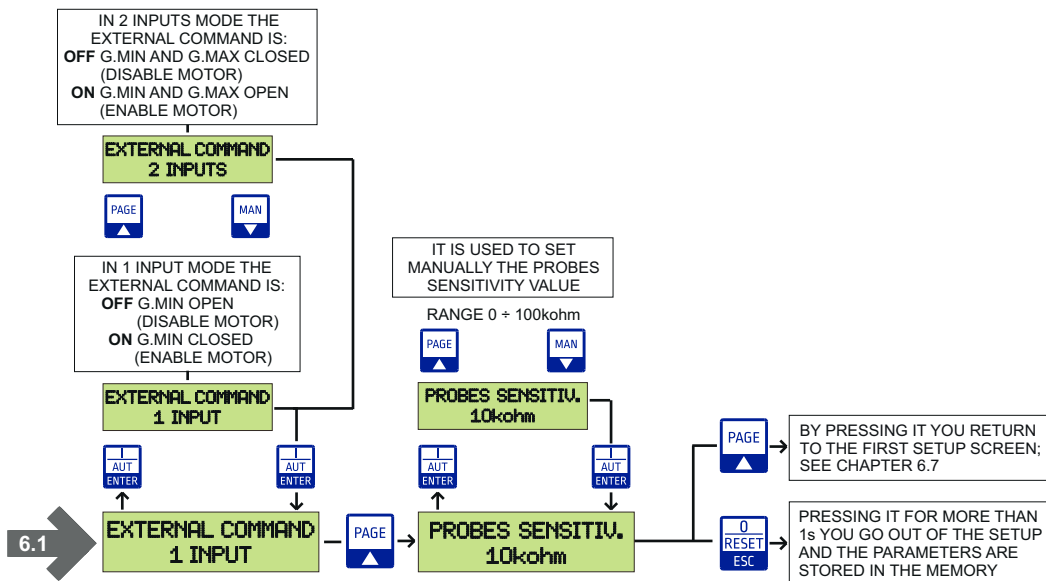 IN 2 INPUTS MODE THE
EXTERNAL COMMAND IS:
OFF G.MIN AND G.MAX CLOSED
(DISABLE MOTOR)
ON G.MIN AND G.MAX OPEN
(ENABLE MOTOR)
EXTERNAL COMMAND
2 INPUTS
PAGE
MAN
IN 1 INPUT MODE THE
EXTERNAL COMMAND IS:
OFF G.MIN OPEN
(DISABLE MOTOR)
ON G.MIN CLOSED
(ENABLE MOTOR)
EXTERNAL COMMAND
1 INPUT
I
AUT
ENTER
I
AUT
ENTER
IT IS USED TO SET
MANUALLY THE PROBES
SENSITIVITY VALUE
RANGE 0 ÷ 100kohm
PAGE
MAN
PROBES SENSITIV.
10kohm
I
AUT
ENTER
I
AUT
ENTER
6.1
EXTERNAL COMMAND
1 INPUT
PAGE
PROBES SENSITIV.
10kohm
PAGE
BY PRESSING IT YOU RETURN
TO THE FIRST SETUP SCREEN;
SEE CHAPTER 6.7
0
RESET
ESC
PRESSING IT FOR MORE THAN
1s YOU GO OUT OF THE SETUP
AND THE PARAMETERS ARE
STORED IN THE MEMORY